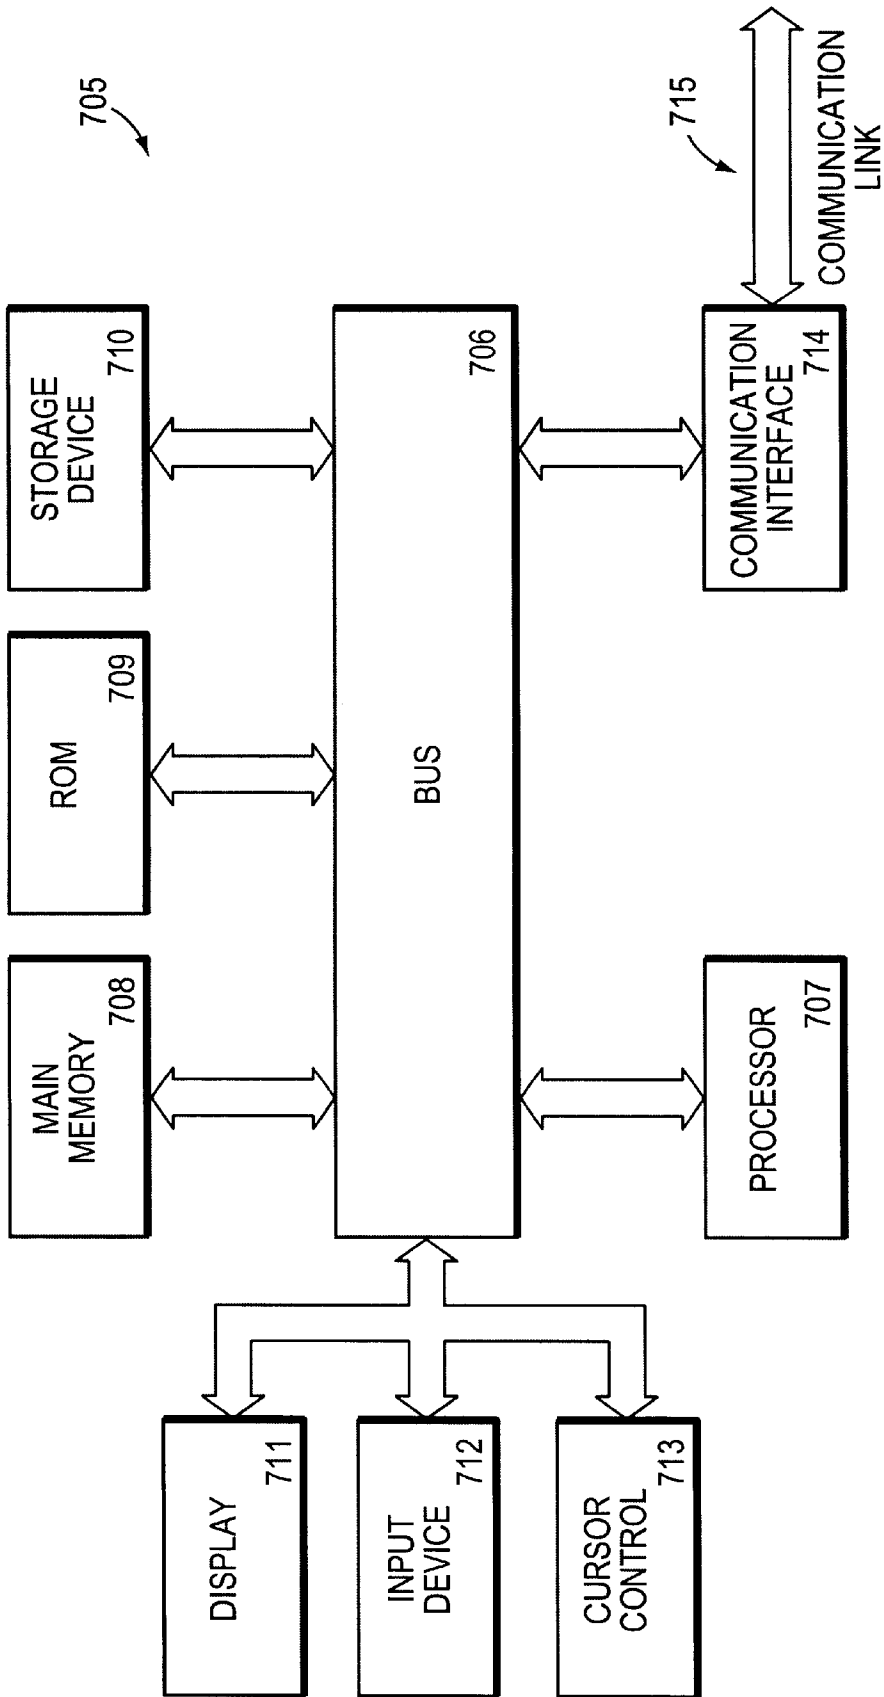 705
MAIN
MEMORY
708
ROM
709
STORAGE
DEVICE
710
DISPLAY
711
INPUT
DEVICE
712
CURSOR
CONTROL
713
BUS
706
PROCESSOR
707
COMMUNICATION
INTERFACE
714
715
COMMUNICATION
LINK